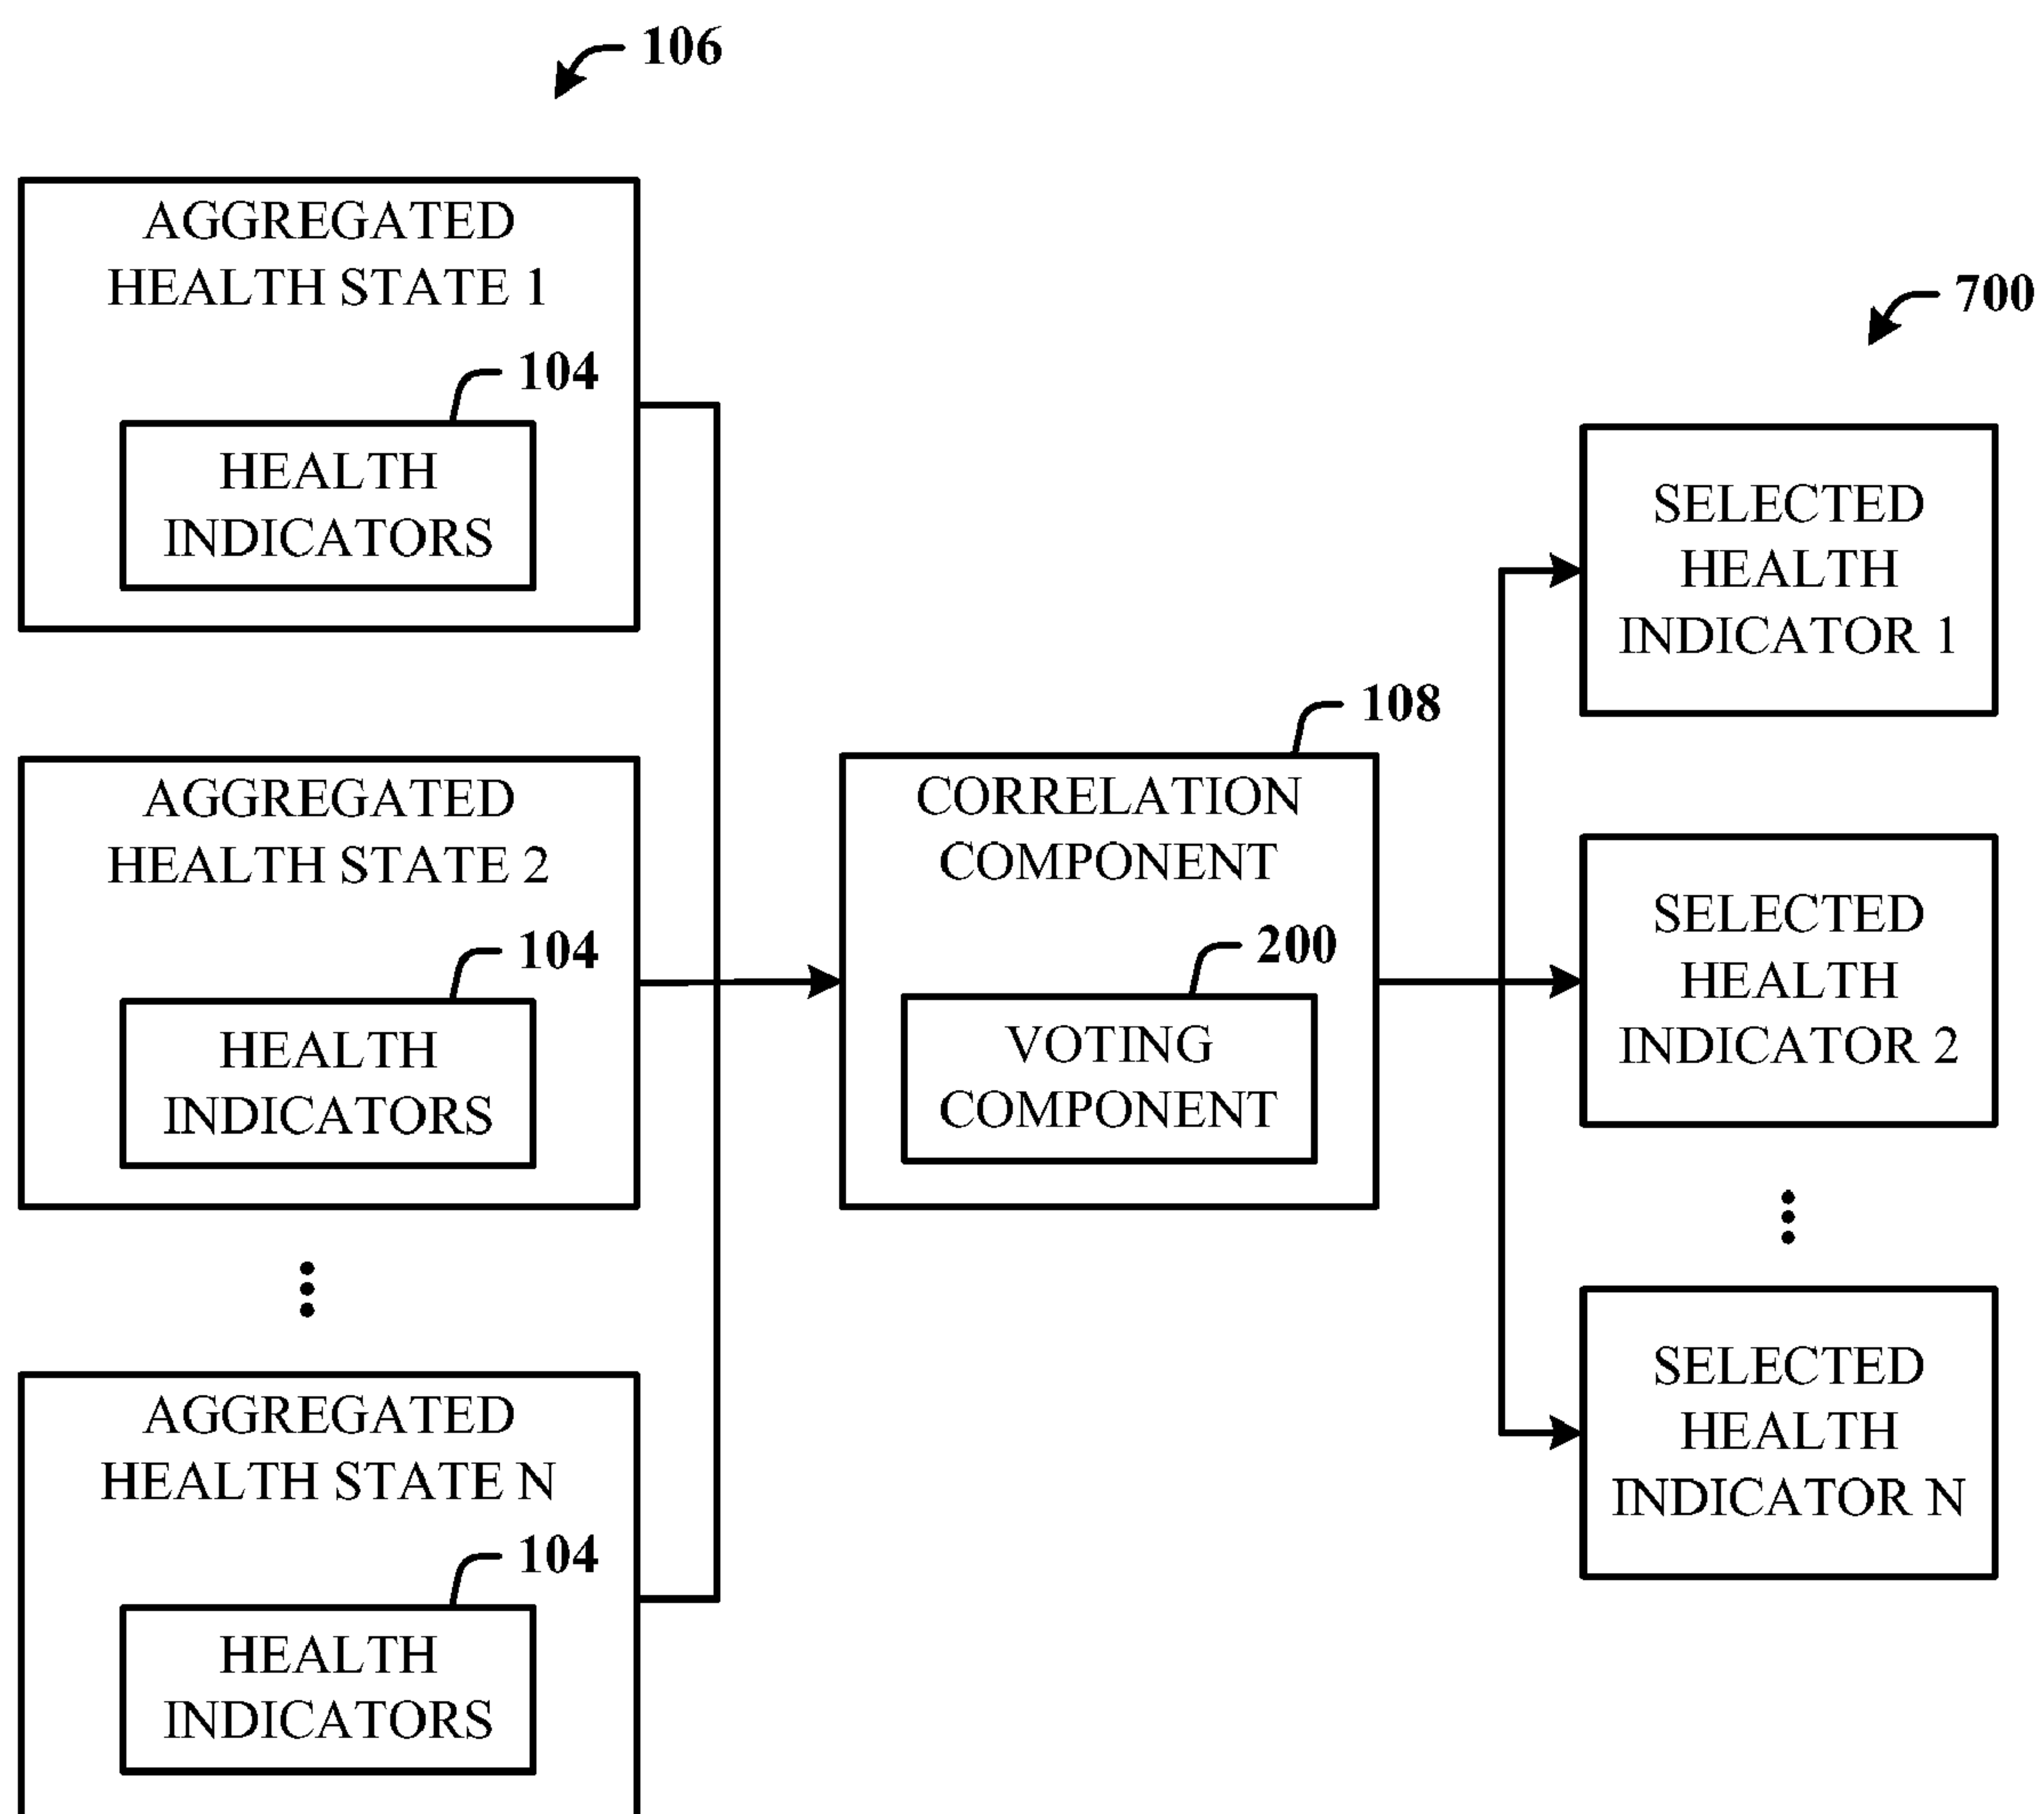 106
AGGREGATED
HEALTH STATE 1
104
HEALTH
INDICATORS
AGGREGATED
HEALTH STATE 2
104
HEALTH
INDICATORS
AGGREGATED
HEALTH STATE N
104
HEALTH
INDICATORS
108
CORRELATION
COMPONENT
200
VOTING
COMPONENT
700
SELECTED
HEALTH
INDICATOR 1
SELECTED
HEALTH
INDICATOR 2
SELECTED
HEALTH
INDICATOR N